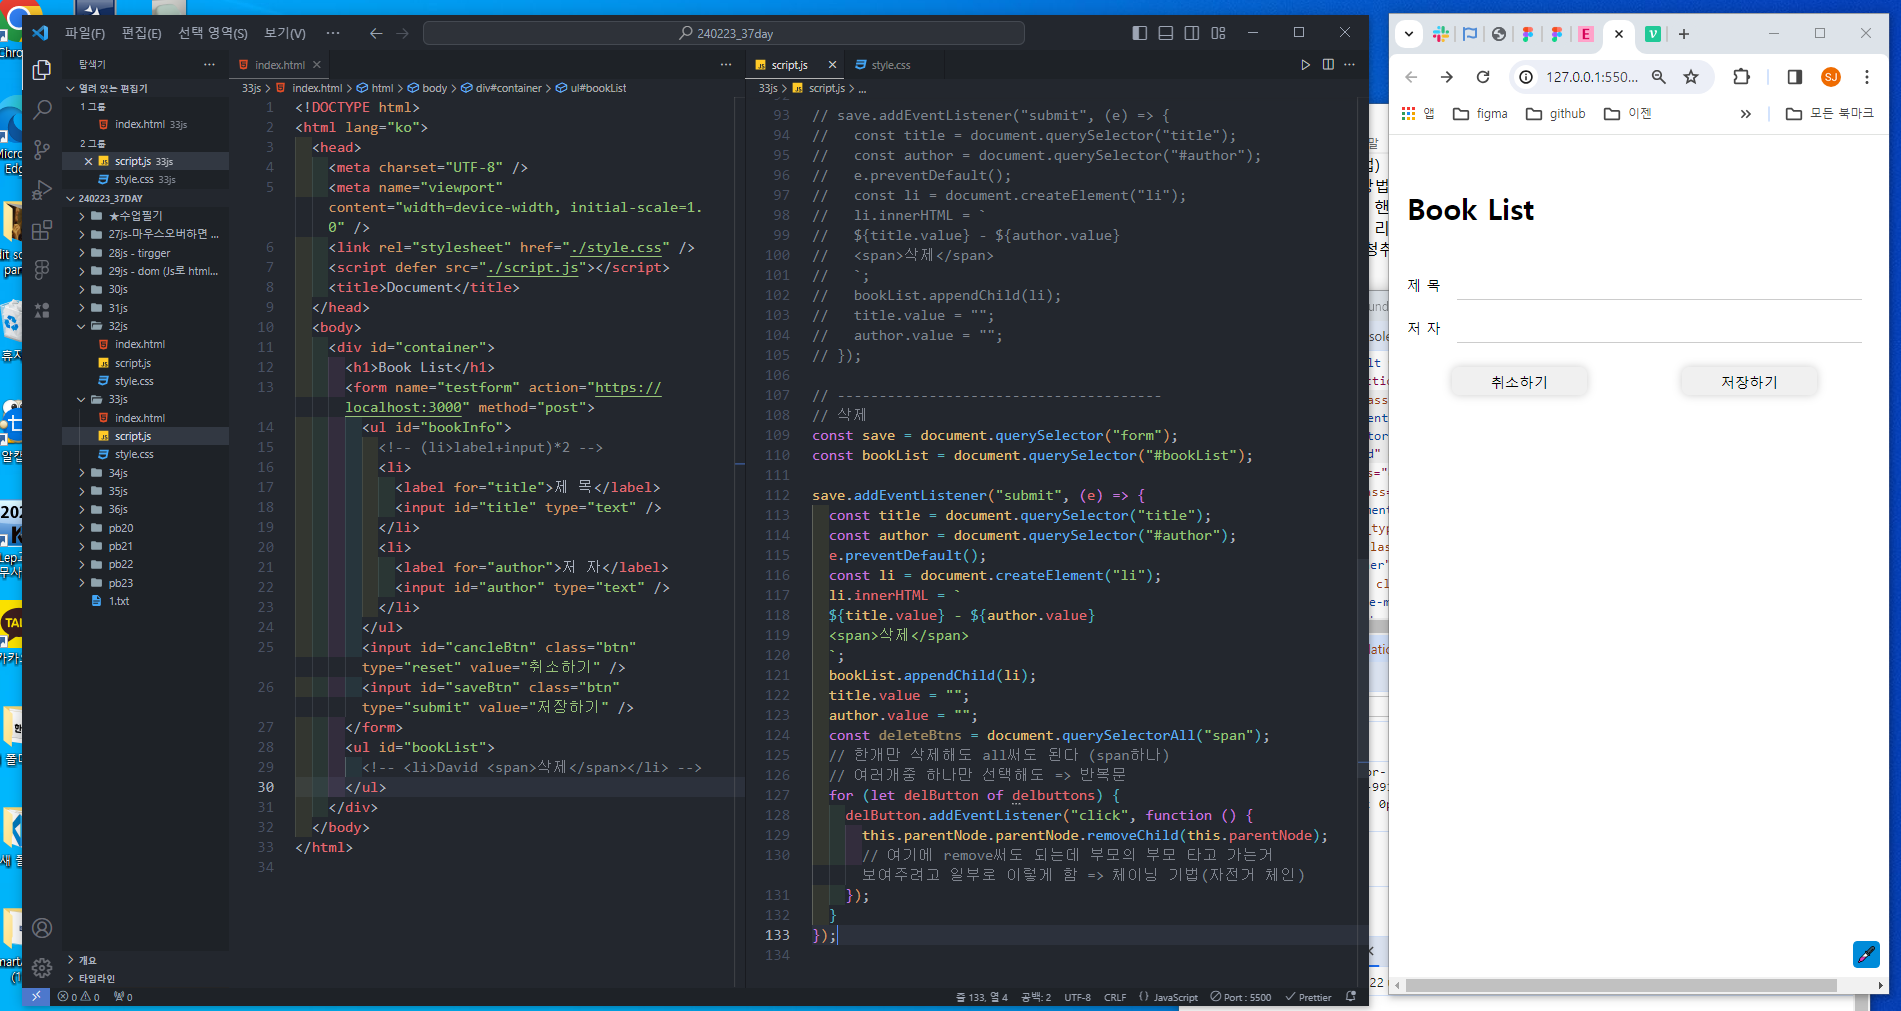 파일(F) 편집(E) 선택 영역(S) 보기(V) ··· 240223_37day
탐색기
열려 있는 편집기
1 그룹
index.html 33js
2 그룹
script.js 33js
style.css 33js
240223_37DAY
★수업필기
27js-마우스오버하면 ...
28js - tirgger
29js - dom (Js로 html...
30js
31js
32js
index.html
script.js
style.css
33js
index.html
script.js
style.css
34js
35js
36js
pb20
pb21
pb22
pb23
1.txt
개요
타임라인
index.html
33js > index.html > html > body > div#container > ul#bookList
1 <!DOCTYPE html>
2 <html lang="ko">
3 <head>
4 <meta charset="UTF-8" />
5 <meta name="viewport"
content="width=device-width, initial-scale=1.
0" />
6 <link rel="stylesheet" href="./style.css" />
7 <script defer src="./script.js"></script>
8 <title>Document</title>
9 </head>
10 <body>
11 <div id="container">
12 <h1>Book List</h1>
13 <form name="testform" action="https://
localhost:3000" method="post">
14 <ul id="bookInfo">
15 <!-- (li>label+input)*2 -->
16 <li>
17 <label for="title">제 목</label>
18 <input id="title" type="text" />
19 </li>
20 <li>
21 <label for="author">저 자</label>
22 <input id="author" type="text" />
23 </li>
24 </ul>
25 <input id="cancleBtn" class="btn"
type="reset" value="취소하기" />
26 <input id="saveBtn" class="btn"
type="submit" value="저장하기" />
27 </form>
28 <ul id="bookList">
29 <!-- <li>David <span>삭제</span></li> -->
30 </ul>
31 </div>
32 </body>
33 </html>
34
script.js style.css
33js > script.js > ...
93 // save.addEventListener("submit", (e) => {
94 // const title = document.querySelector("title");
95 // const author = document.querySelector("#author");
96 // e.preventDefault();
97 // const li = document.createElement("li");
98 // li.innerHTML = `
99 // ${title.value} - ${author.value}
100 // <span>삭제</span>
101 // `;
102 // bookList.appendChild(li);
103 // title.value = "";
104 // author.value = "";
105 // });
106
107 // ---------------------------------------
108 // 삭제
109 const save = document.querySelector("form");
110 const bookList = document.querySelector("#bookList");
111
112 save.addEventListener("submit", (e) => {
113 const title = document.querySelector("title");
114 const author = document.querySelector("#author");
115 e.preventDefault();
116 const li = document.createElement("li");
117 li.innerHTML = `
118 ${title.value} - ${author.value}
119 <span>삭제</span>
120 `;
121 bookList.appendChild(li);
122 title.value = "";
123 author.value = "";
124 const deleteBtns = document.querySelectorAll("span");
125 // 한개만 삭제해도 all써도 된다 (span하나)
126 // 여러개중 하나만 선택해도 => 반복문
127 for (let delButton of delbuttons) {
128 delButton.addEventListener("click", function () {
129 this.parentNode.parentNode.removeChild(this.parentNode);
130 // 여기에 remove써도 되는데 부모의 부모 타고 가는거
보여주려고 일부로 이렇게 함 => 체이닝 기법(자전거 체인)
131 });
132 }
133 });
134
0 0 0 줄 133, 열 4 공백: 2 UTF-8 CRLF { } JavaScript Port : 5500 Prettier
127.0.0.1:550... SJ
앱 figma github 이젠 » 모든 북마크
Book List
제 목
저 자
취소하기 저장하기